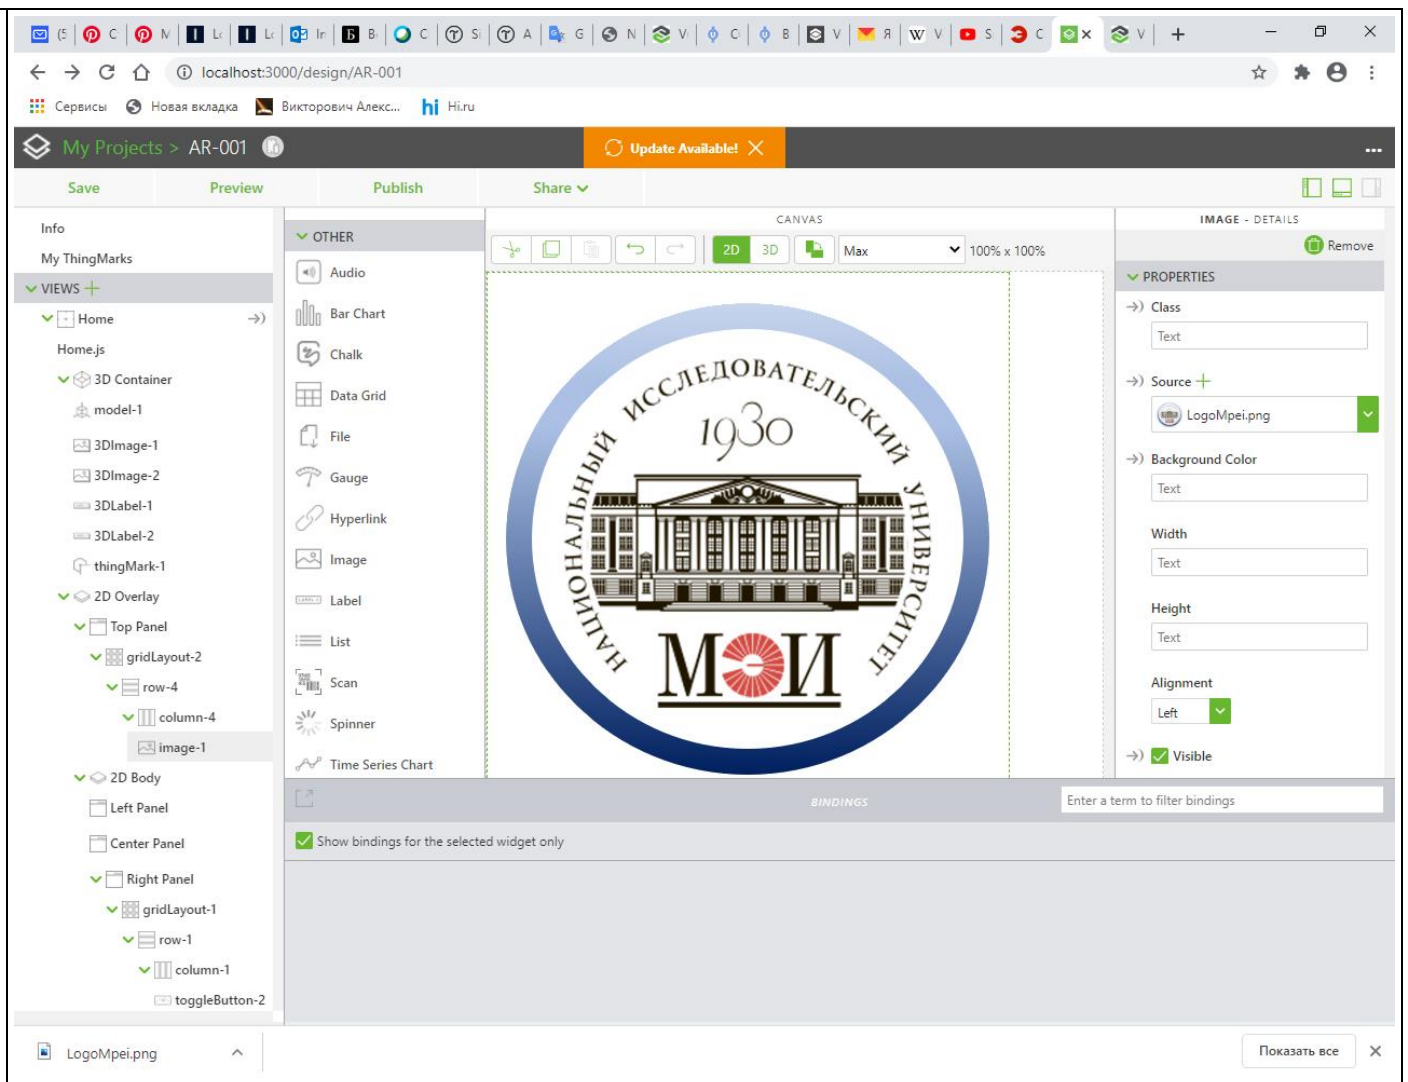 (5 C N Lc Lc In B C Si A G N V C B V Я V S C V
localhost:3000/design/AR-001
Сервисы Новая вкладка Викторович Алекс... hi Hi.ru
My Projects > AR-001 Update Available!
Save Preview Publish Share
Info
My ThingMarks
VIEWS
Home
Home.js
3D Container
model-1
3DImage-1
3DImage-2
3DLabel-1
3DLabel-2
thingMark-1
2D Overlay
Top Panel
gridLayout-2
row-4
column-4
image-1
2D Body
Left Panel
Center Panel
Right Panel
gridLayout-1
row-1
column-1
toggleButton-2
OTHER
Audio
Bar Chart
Chalk
Data Grid
File
Gauge
Hyperlink
Image
Label
List
Scan
Spinner
Time Series Chart
CANVAS
2D 3D Max 100% x 100%
НАЦИОНАЛЬНЫЙ ИССЛЕДОВАТЕЛЬСКИЙ УНИВЕРСИТЕТ
1930
МЭИ
IMAGE - DETAILS
Remove
PROPERTIES
Class
Text
Source
LogoMpei.png
Background Color
Text
Width
Text
Height
Text
Alignment
Left
Visible
BINDINGS
Enter a term to filter bindings
Show bindings for the selected widget only
LogoMpei.png
Показать все